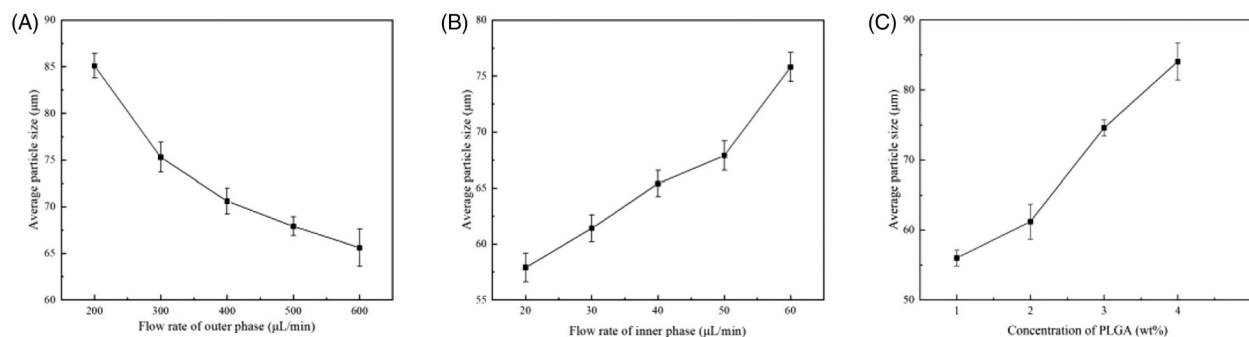 (A)
90
85
80
75
70
65
60
Average particle size (μm)
200 300 400 500 600
Flow rate of outer phase (μL/min)
(B)
80
75
70
65
60
55
Average particle size (μm)
20 30 40 50 60
Flow rate of inner phase (μL/min)
(C)
90
80
70
60
50
Average particle size (μm)
1 2 3 4
Concentration of PLGA (wt%)